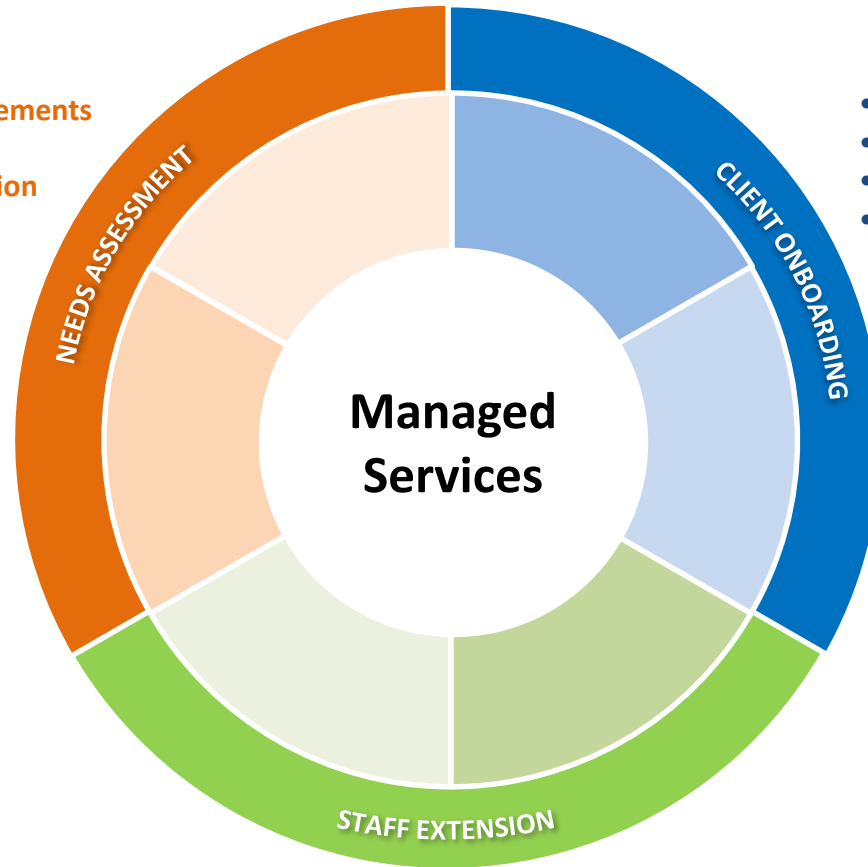 ements
ion
NEEDS ASSESSMENT
CLIENT ONBOARDING
Managed
Services
STAFF EXTENSION